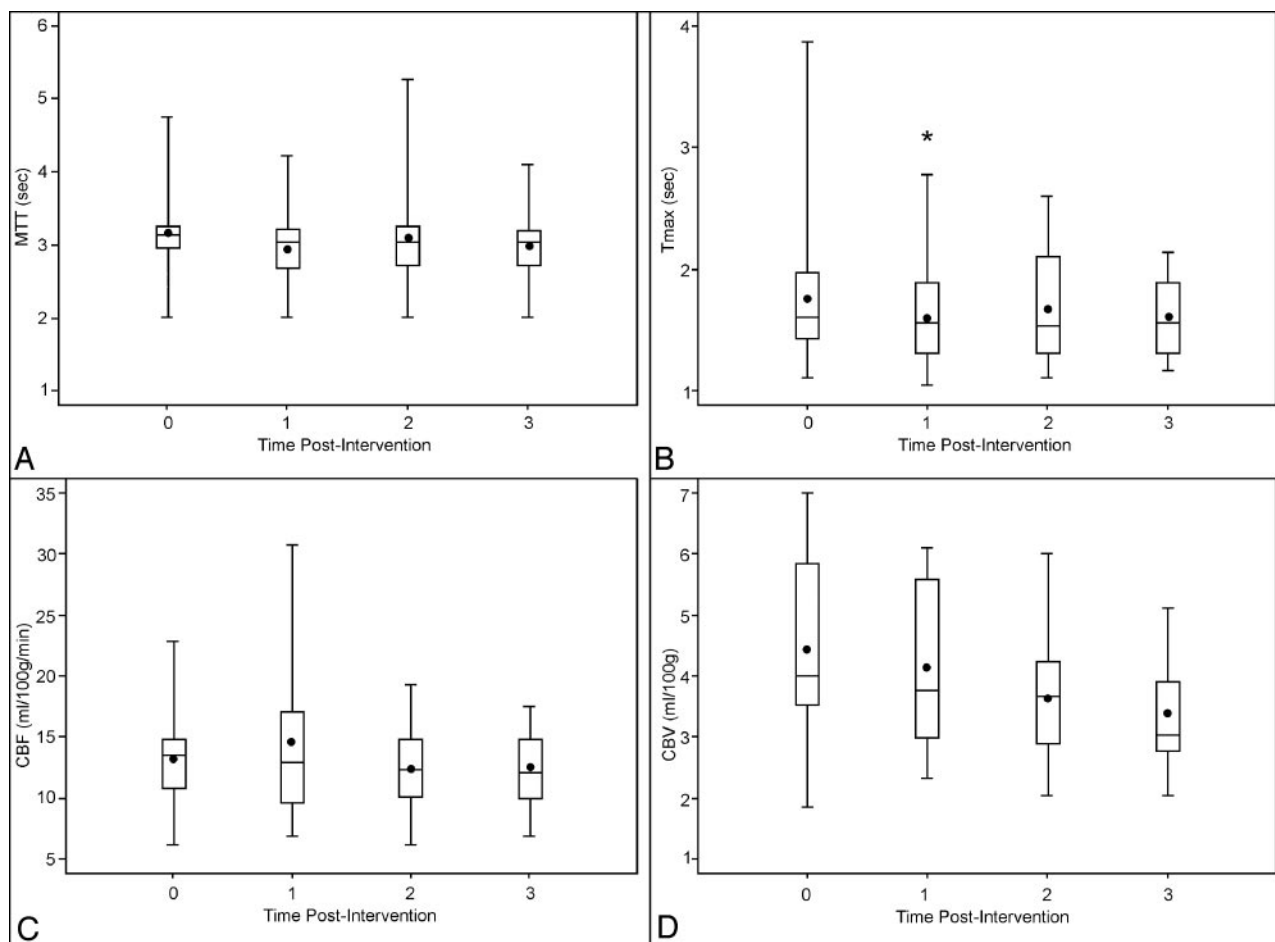 6
5
4
3
2
1
MTT (sec)
0 1 2 3
Time Post-Intervention
A
4
3
2
1
Tmax (sec)
*
0 1 2 3
Time Post-Intervention
B
35
30
25
20
15
10
5
CBF (ml/100g/min)
0 1 2 3
Time Post-Intervention
C
7
6
5
4
3
2
1
CBV (ml/100g)
0 1 2 3
Time Post-Intervention
D